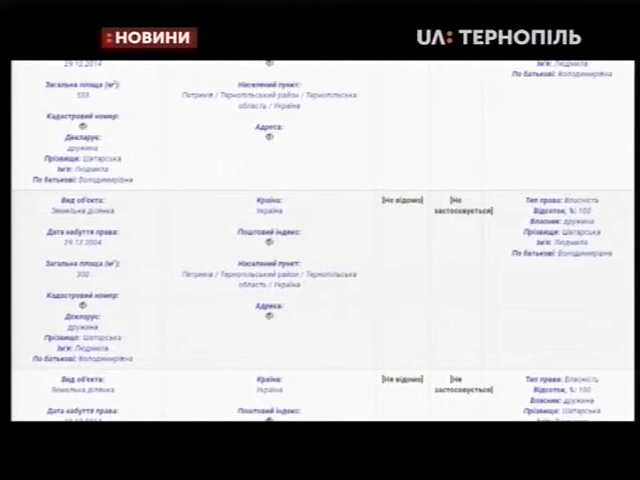 : НОВИНИ
UA: ТЕРНОПІЛЬ
29.12.2014
Загальна площа (м²):
533
Кадастровий номер:
Декларує:
дружина
Прізвище: Шатарська
Ім'я: Людмила
По батькові: Володимирівна
Населений пункт:
Петриків / Тернопільський район / Тернопільська
область / Україна
Адреса:
Ім'я: Людмила
По батькові: Володимирівна
Вид об'єкта:
Земельна ділянка
Дата набуття права:
29.12.2004
Загальна площа (м²):
300
Кадастровий номер:
Декларує:
дружина
Прізвище: Шатарська
Ім'я: Людмила
По батькові: Володимирівна
Країна:
Україна
Поштовий індекс:
Населений пункт:
Петриків / Тернопільський район / Тернопільська
область / Україна
Адреса:
[Не відомо]
[Не
застосовується]
Тип права: Власність
Відсоток, %: 100
Власник: дружина
Прізвище: Шатарська
Ім'я: Людмила
По батькові: Володимирівна
Вид об'єкта:
Земельна ділянка
Дата набуття права:
Країна:
Україна
Поштовий індекс:
[Не відомо]
[Не
застосовується]
Тип права: Власність
Відсоток, %: 100
Власник: дружина
Прізвище: Шатарська